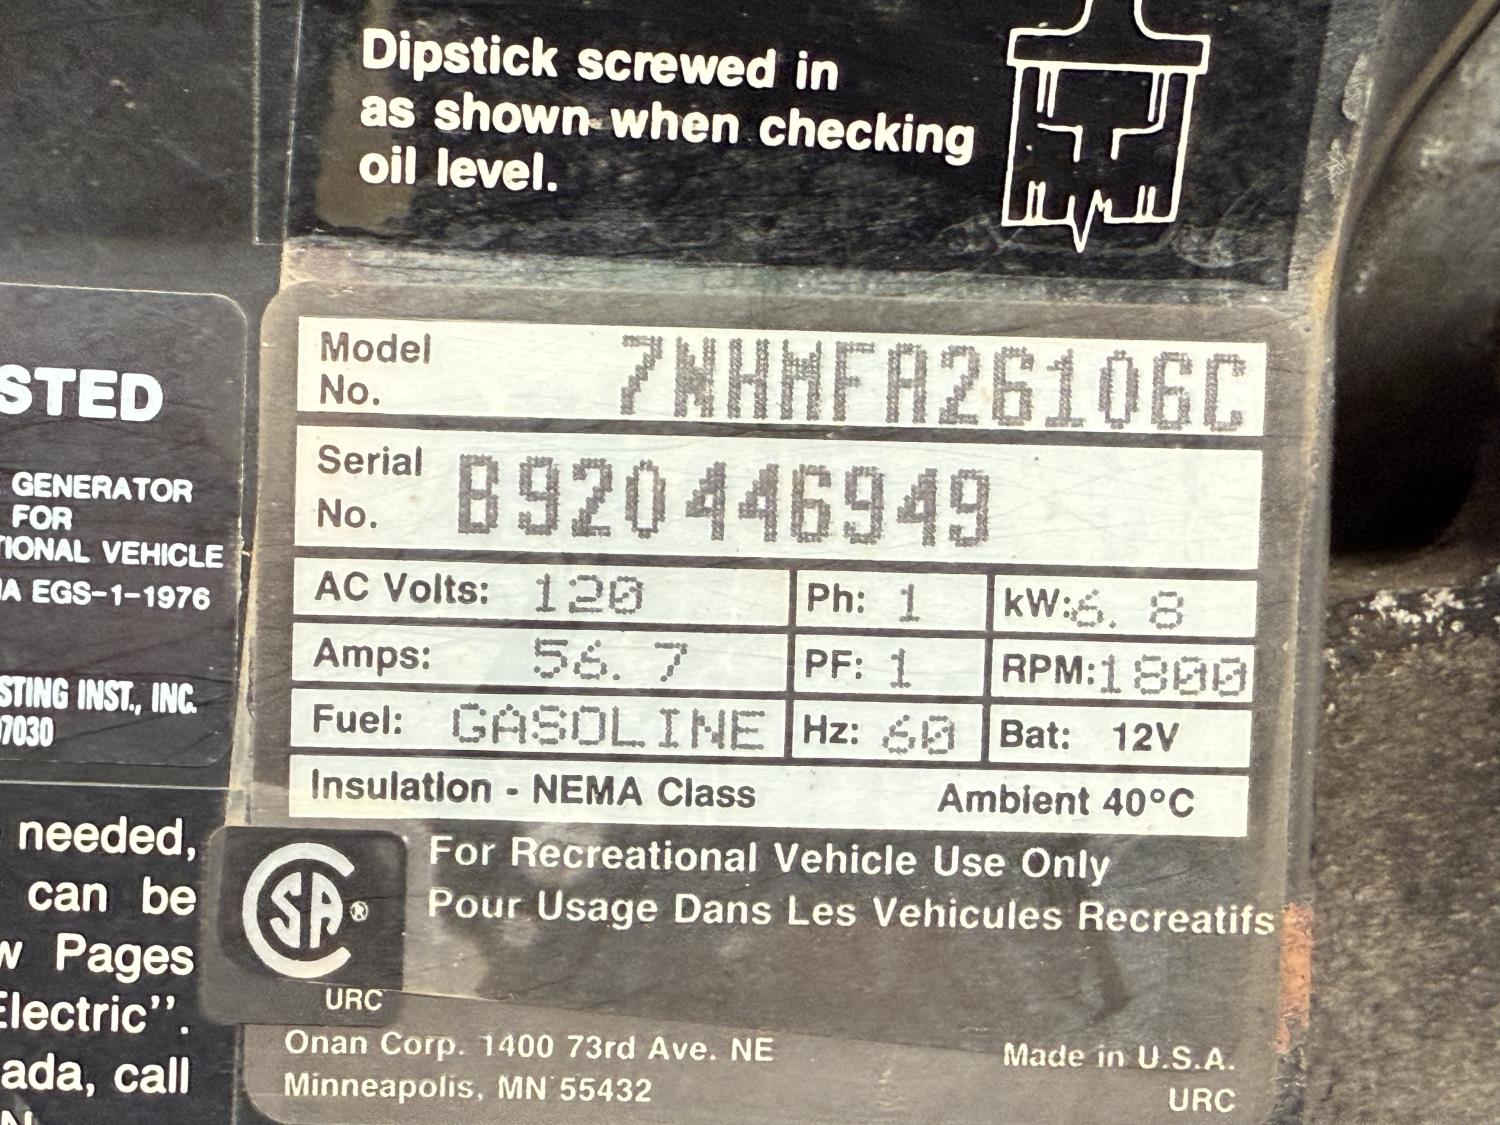 Dipstick screwed in
as shown when checking
oil level.
Model No. 7NHMFA26106C
Serial No. B920446949
AC Volts: 120 Ph: 1 kW: 6.8
Amps: 56.7 PF: 1 RPM: 1800
Fuel: GASOLINE Hz: 60 Bat: 12V
Insulation - NEMA Class Ambient 40°C
CSA®
URC
For Recreational Vehicle Use Only
Pour Usage Dans Les Vehicules Recreatifs
Onan Corp. 1400 73rd Ave. NE
Minneapolis, MN 55432
Made in U.S.A.
URC
STED
GENERATOR
FOR
TIONAL VEHICLE
A EGS-1-1976
STING INST., INC.
7030
needed,
can be
w Pages
Electric".
ada, call